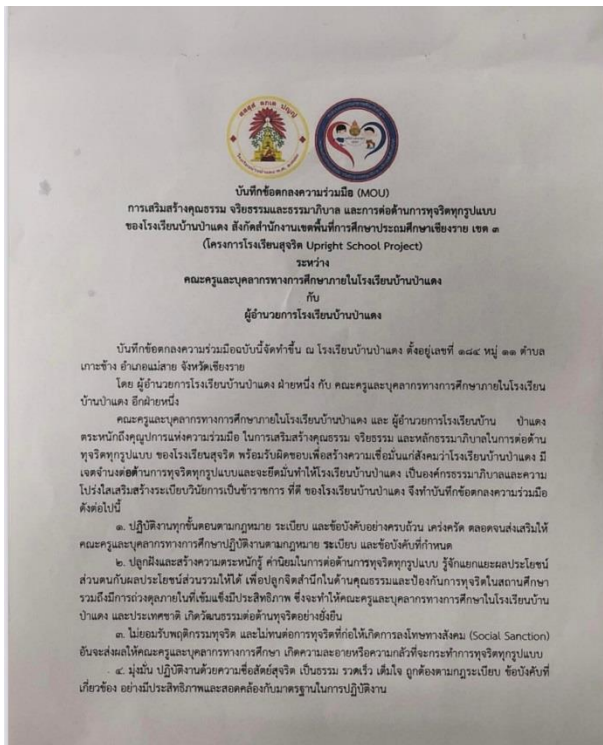 บันทึกข้อตกลงความร่วมมือ (MOU)
การเสริมสร้างคุณธรรม จริยธรรมและธรรมาภิบาล และการต่อต้านการทุจริตทุกรูปแบบ
ของโรงเรียนบ้านป่าแดง สังกัดสำนักงานเขตพื้นที่การศึกษาประถมศึกษาเชียงราย เขต ๓
(โครงการโรงเรียนสุจริต Upright School Project)
ระหว่าง
คณะครูและบุคลากรทางการศึกษาภายในโรงเรียนบ้านป่าแดง
กับ
ผู้อำนวยการโรงเรียนบ้านป่าแดง
บันทึกข้อตกลงความร่วมมือฉบับนี้จัดทำขึ้น ณ โรงเรียนบ้านป่าแดง ตั้งอยู่เลขที่ ๑๘๔ หมู่ ๑๑ ตำบล
เกาะช้าง อำเภอแม่สาย จังหวัดเชียงราย
โดย ผู้อำนวยการโรงเรียนบ้านป่าแดง ฝ่ายหนึ่ง กับ คณะครูและบุคลากรทางการศึกษาภายในโรงเรียน
บ้านป่าแดง อีกฝ่ายหนึ่ง
คณะครูและบุคลากรทางการศึกษาภายในโรงเรียนบ้านป่าแดง และ ผู้อำนวยการโรงเรียนบ้าน ป่าแดง
ตระหนักถึงคุณูปการแห่งความร่วมมือ ในการเสริมสร้างคุณธรรม จริยธรรม และหลักธรรมาภิบาลในการต่อต้าน
ทุจริตทุกรูปแบบ ของโรงเรียนสุจริต พร้อมรับผิดชอบเพื่อสร้างความเชื่อมั่นแก่สังคมว่าโรงเรียนบ้านป่าแดง มี
เจตจำนงต่อต้านการทุจริตทุกรูปแบบและจะยึดมั่นทำให้โรงเรียนบ้านป่าแดง เป็นองค์กรธรรมาภิบาลและความ
โปร่งใสเสริมสร้างระเบียบวินัยการเป็นข้าราชการ ที่ดี ของโรงเรียนบ้านป่าแดง จึงทำบันทึกข้อตกลงความร่วมมือ
ดังต่อไปนี้
๑. ปฏิบัติงานทุกขั้นตอนตามกฎหมาย ระเบียบ และข้อบังคับอย่างครบถ้วน เคร่งครัด ตลอดจนส่งเสริมให้
คณะครูและบุคลากรทางการศึกษาปฏิบัติงานตามกฎหมาย ระเบียบ และข้อบังคับที่กำหนด
๒. ปลูกฝังและสร้างความตระหนักรู้ ค่านิยมในการต่อต้านการทุจริตทุกรูปแบบ รู้จักแยกแยะผลประโยชน์
ส่วนตนกับผลประโยชน์ส่วนรวมให้ได้ เพื่อปลูกจิตสำนึกในด้านคุณธรรมและป้องกันการทุจริตในสถานศึกษา
รวมถึงมีการถ่วงดุลภายในที่เข้มแข็งมีประสิทธิภาพ ซึ่งจะทำให้คณะครูและบุคลากรทางการศึกษาในโรงเรียนบ้าน
ป่าแดง และประเทศชาติ เกิดวัฒนธรรมต่อต้านทุจริตอย่างยั่งยืน
๓. ไม่ยอมรับพฤติกรรมทุจริต และไม่ทนต่อการทุจริตที่ก่อให้เกิดการลงโทษทางสังคม (Social Sanction)
อันจะส่งผลให้คณะครูและบุคลากรทางการศึกษา เกิดความละอายหรือความกลัวที่จะกระทำการทุจริตทุกรูปแบบ
๔. มุ่งมั่น ปฏิบัติงานด้วยความซื่อสัตย์สุจริต เป็นธรรม รวดเร็ว เต็มใจ ถูกต้องตามกฎระเบียบ ข้อบังคับที่
เกี่ยวข้อง อย่างมีประสิทธิภาพและสอดคล้องกับมาตรฐานในการปฏิบัติงาน